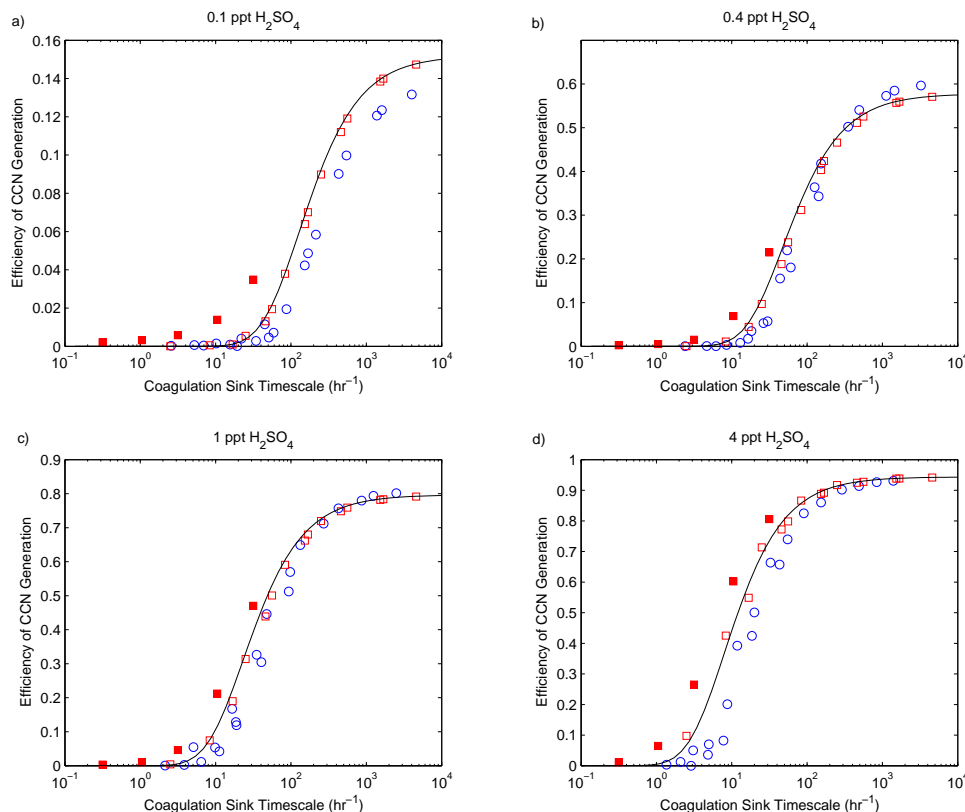 a)
0.1 ppt H₂SO₄
0.16
0.14
0.12
0.1
0.08
0.06
0.04
0.02
0
Efficiency of CCN Generation
10⁻¹ 10⁰ 10¹ 10² 10³ 10⁴
Coagulation Sink Timescale (hr⁻¹)
b)
0.4 ppt H₂SO₄
0.6
0.5
0.4
0.3
0.2
0.1
0
Efficiency of CCN Generation
10⁻¹ 10⁰ 10¹ 10² 10³ 10⁴
Coagulation Sink Timescale (hr⁻¹)
c)
1 ppt H₂SO₄
0.9
0.8
0.7
0.6
0.5
0.4
0.3
0.2
0.1
0
Efficiency of CCN Generation
10⁻¹ 10⁰ 10¹ 10² 10³ 10⁴
Coagulation Sink Timescale (hr⁻¹)
d)
4 ppt H₂SO₄
1
0.9
0.8
0.7
0.6
0.5
0.4
0.3
0.2
0.1
0
Efficiency of CCN Generation
10⁻¹ 10⁰ 10¹ 10² 10³ 10⁴
Coagulation Sink Timescale (hr⁻¹)